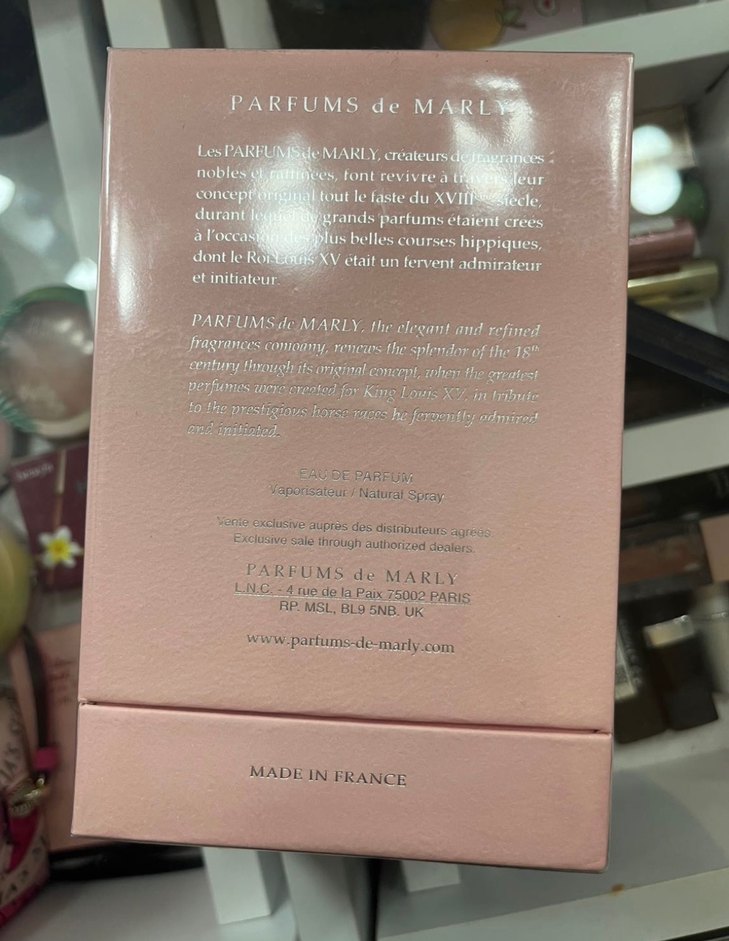 PARFUMS de MARLY
Les PARFUMS de MARLY, créateurs de fragrances
nobles et raffinées, font revivre à travers leur
concept original tout le faste du XVIIIème siècle,
durant lequel de grands parfums étaient créés
à l'occasion des plus belles courses hippiques,
dont le Roi Louis XV était un fervent admirateur
et initiateur.
PARFUMS de MARLY, the elegant and refined
fragrances company, renews the splendor of the 18th
century through its original concept, when the greatest
perfumes were created for King Louis XV, in tribute
to the prestigious horse races he fervently admired
and initiated.
EAU DE PARFUM
Vaporisateur / Natural Spray
Vente exclusive auprès des distributeurs agréés.
Exclusive sale through authorized dealers.
PARFUMS de MARLY
L.N.C. - 4 rue de la Paix 75002 PARIS
RP. MSL, BL9 5NB. UK
www.parfums-de-marly.com
MADE IN FRANCE